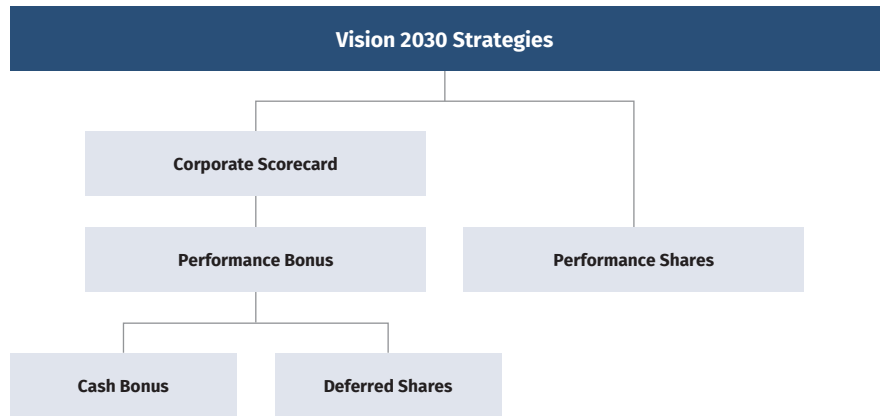 Vision 2030 Strategies
Corporate Scorecard
Performance Bonus
Performance Shares
Cash Bonus
Deferred Shares